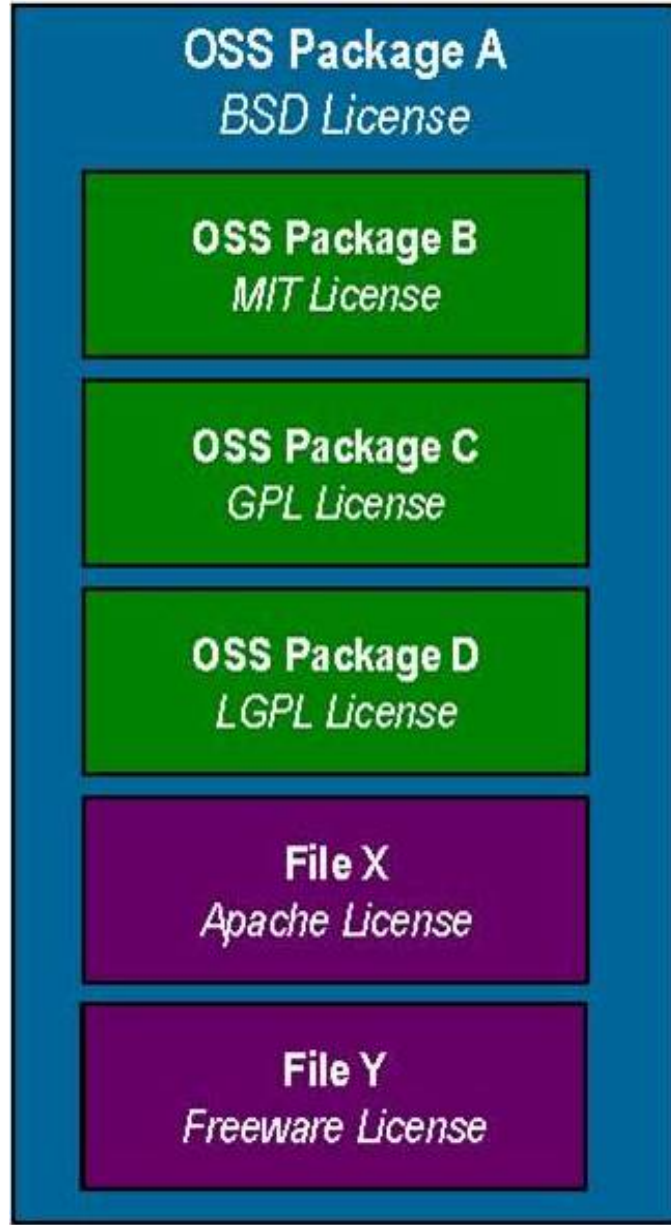 OSS Package A
BSD License
OSS Package B
MIT License
OSS Package C
GPL License
OSS Package D
LGPL License
File X
Apache License
File Y
Freeware License